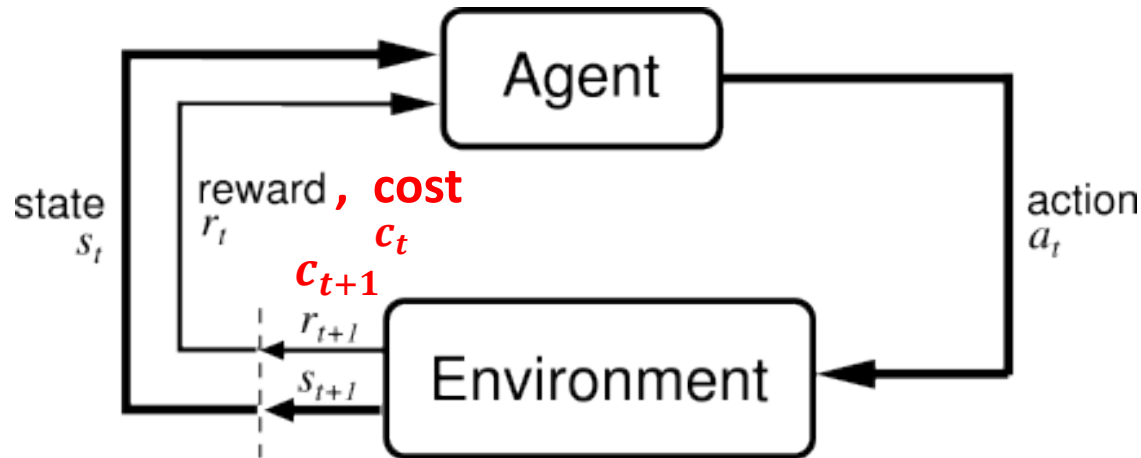 Agent
reward , cost
state
action
r_t
c_t
s_t
a_t
c_{t+1}
r_{t+1}
Environment
s_{t+1}